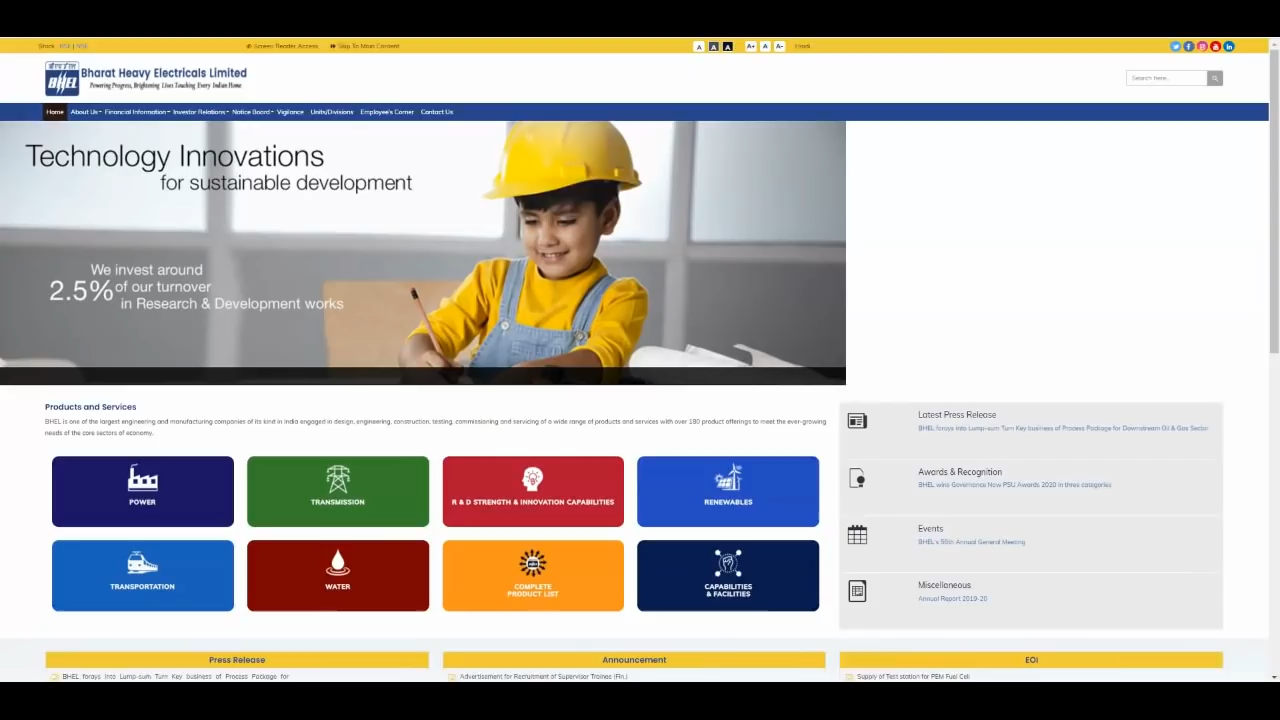 Stock BSE | NSE
Screen Reader Access
Skip To Main Content
A A A
A+ A A-
Hindi
BHEL
Bharat Heavy Electricals Limited
Powering Progress, Brightening Lives Touching Every Indian Home
Search here...
Home About Us Financial Information Investor Relations Notice Board Vigilance Units/Divisions Employee's Corner Contact Us
Technology Innovations
for sustainable development
We invest around
2.5% of our turnover
in Research & Development works
Products and Services
BHEL is one of the largest engineering and manufacturing companies of its kind in India engaged in design, engineering, construction, testing, commissioning and servicing of a wide range of products and services with over 180 product offerings to meet the ever-growing
needs of the core sectors of economy.
POWER
TRANSMISSION
R & D STRENGTH & INNOVATION CAPABILITIES
RENEWABLES
TRANSPORTATION
WATER
COMPLETE
PRODUCT LIST
CAPABILITIES
& FACILITIES
Latest Press Release
BHEL forays into Lump-sum Turn Key business of Process Package for Downstream Oil & Gas Sector
Awards & Recognition
BHEL wins Governance Now PSU Awards 2020 in three categories
Events
BHEL's 56th Annual General Meeting
Miscellaneous
Annual Report 2019-20
Press Release
BHEL forays into Lump-sum Turn Key business of Process Package for
Announcement
Advertisement for Recruitment of Supervisor Trainee (Fin.)
EOI
Supply of Test station for PEM Fuel Cell